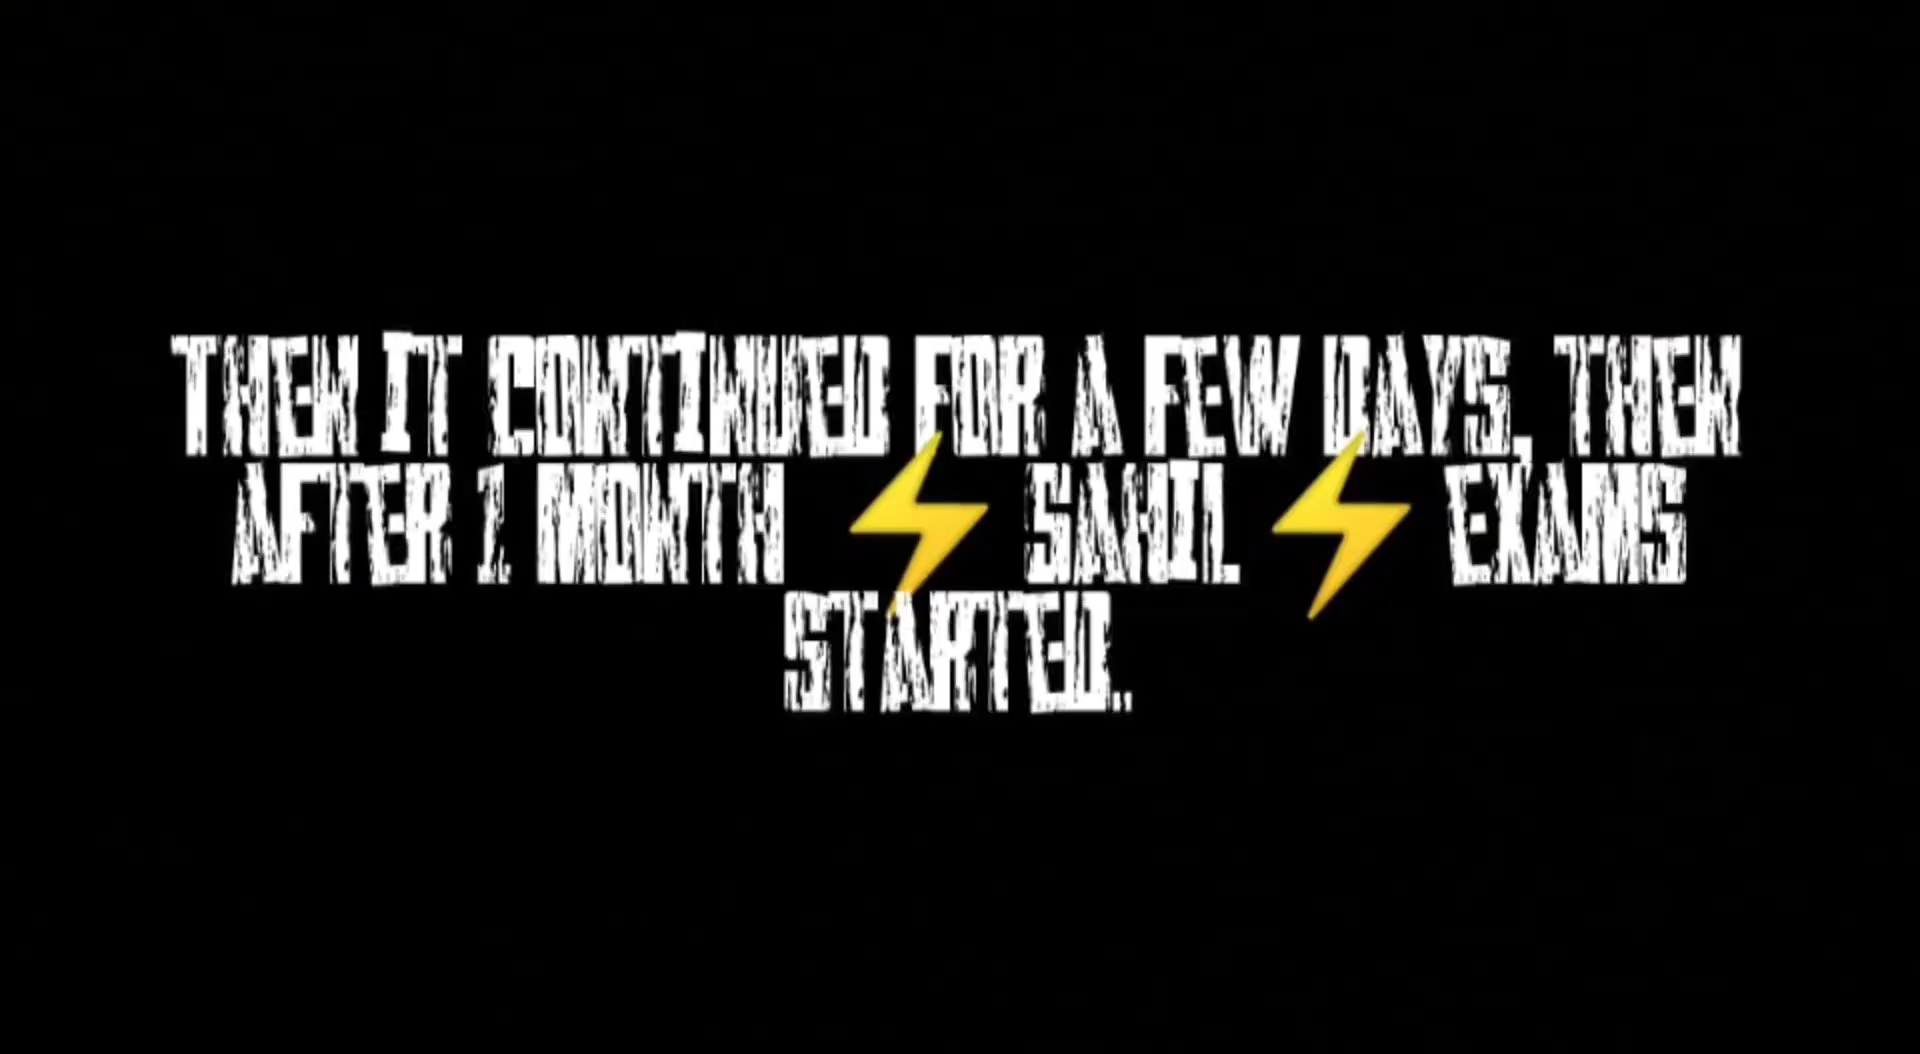 THEN IT CONTINUED FOR A FEW DAYS, THEN
AFTER 1 MONTH ⚡ SAHIL ⚡ EXAMS
STARTED..